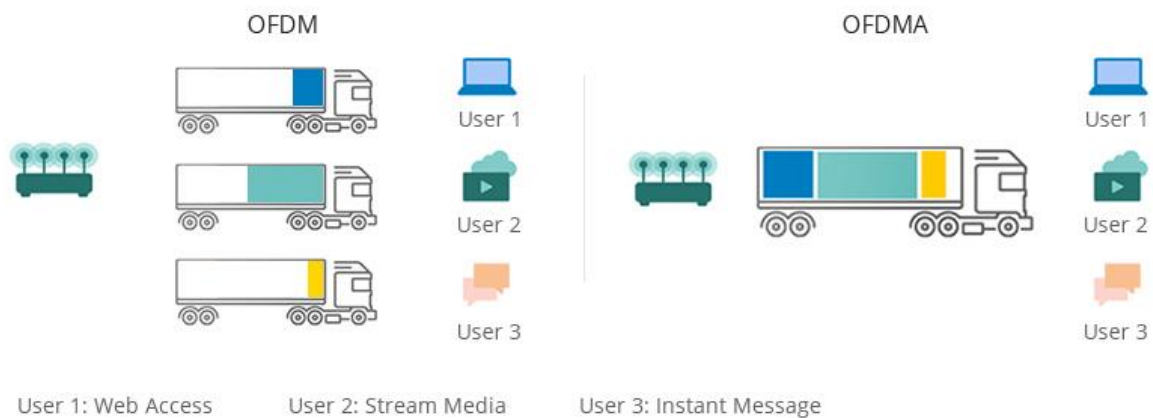 OFDM
User 1
User 2
User 3
OFDMA
User 1
User 2
User 3
User 1: Web Access
User 2: Stream Media
User 3: Instant Message